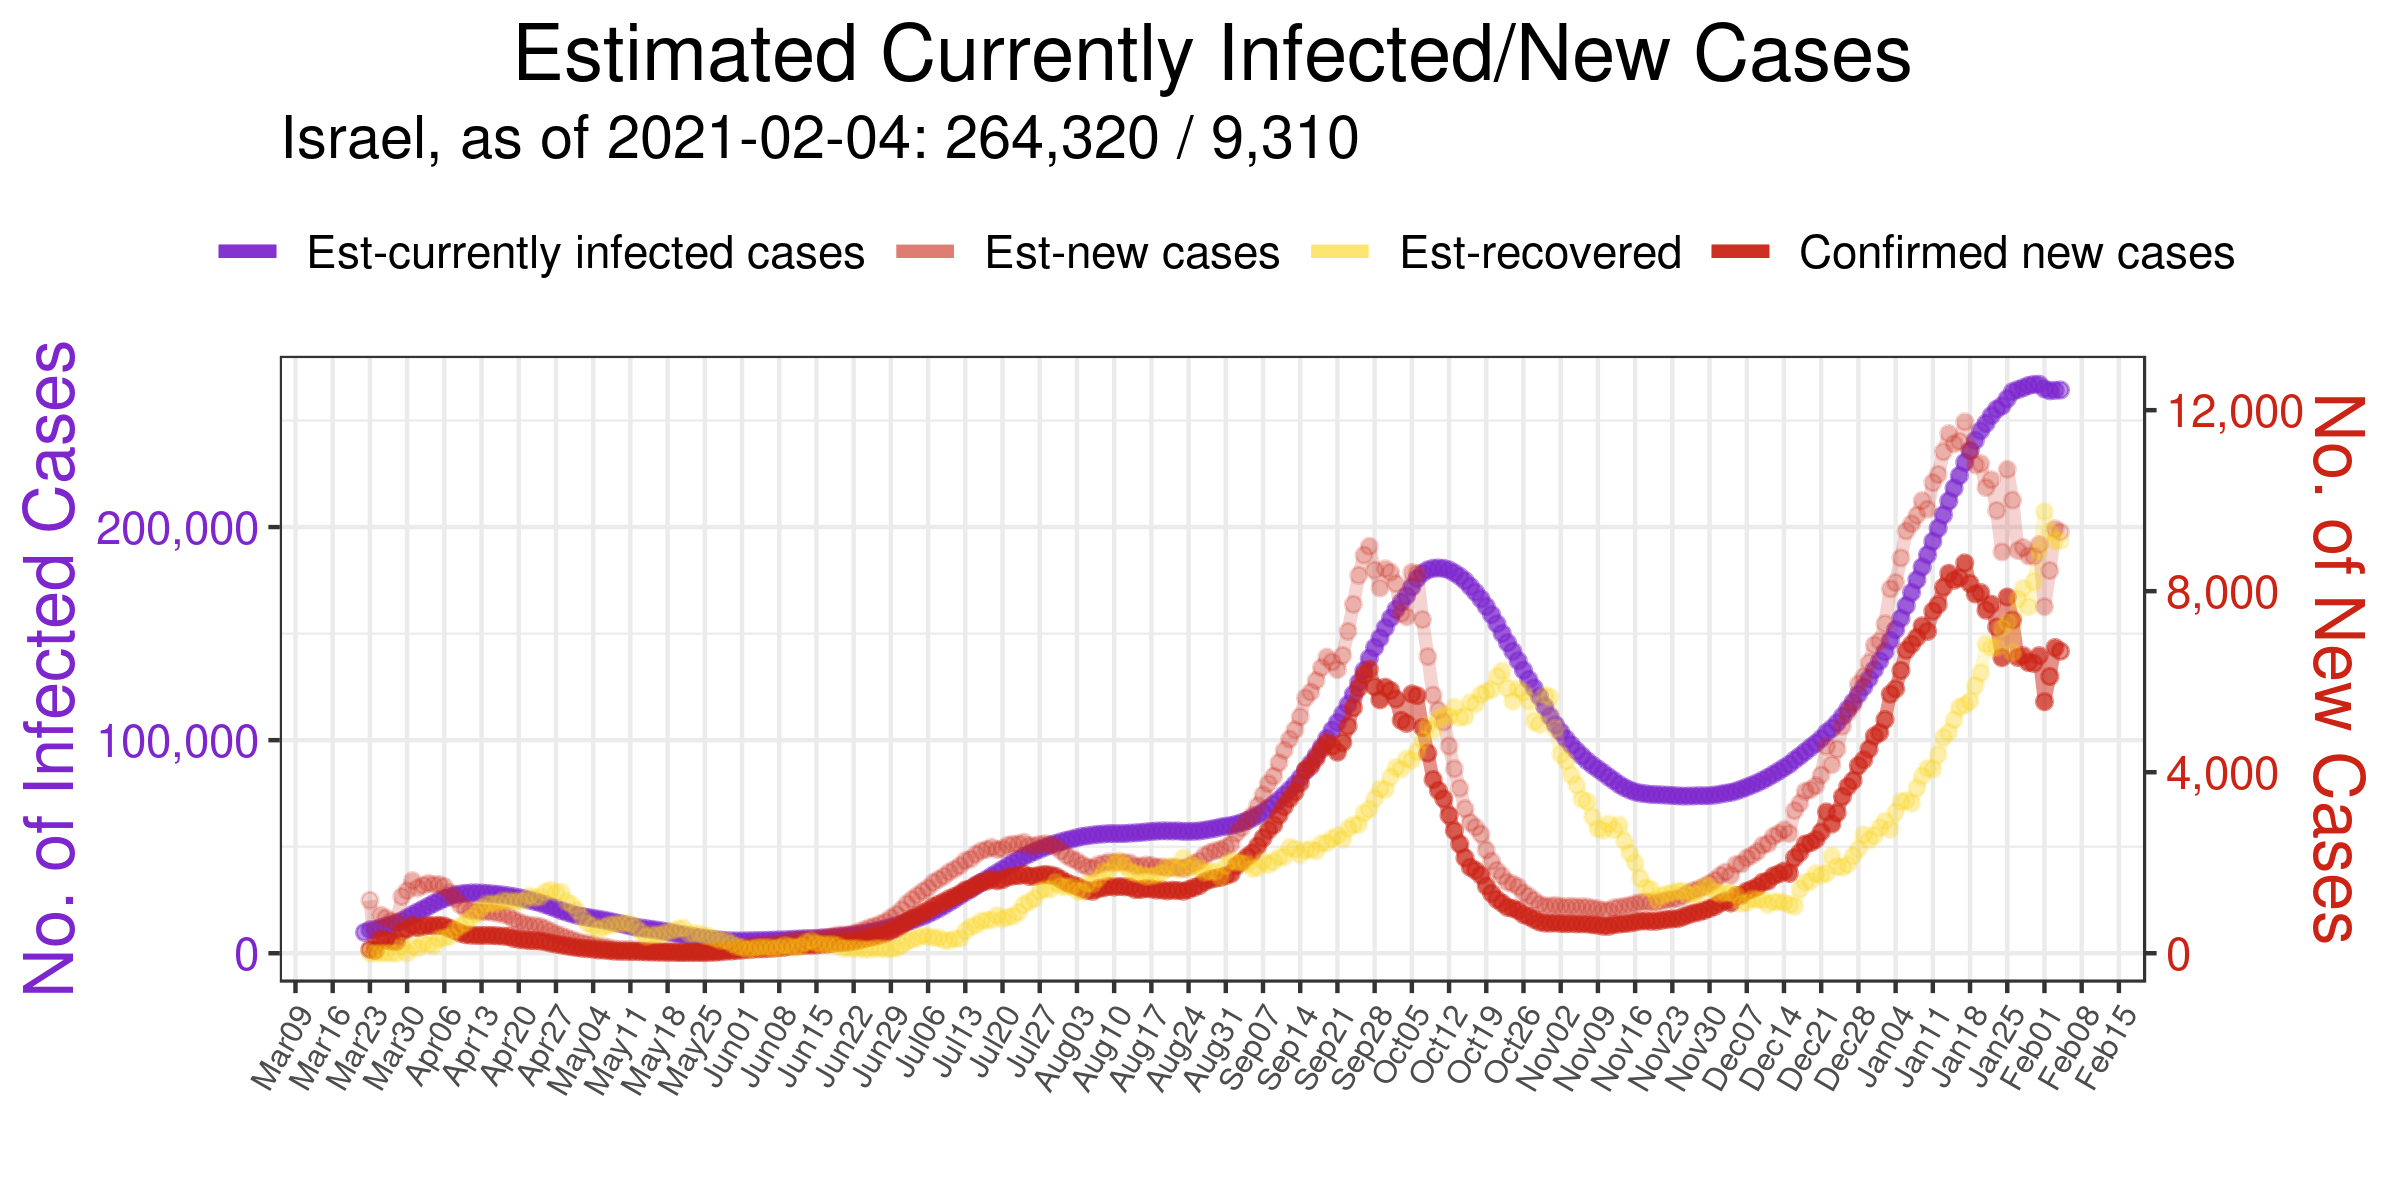 Estimated Currently Infected/New Cases
Israel, as of 2021-02-04: 264,320 / 9,310
Est-currently infected cases
Est-new cases
Est-recovered
Confirmed new cases
No. of Infected Cases
200,000
100,000
0
12,000
8,000
4,000
0
No. of New Cases
Mar09
Mar16
Mar23
Mar30
Apr06
Apr13
Apr20
Apr27
May04
May11
May18
May25
Jun01
Jun08
Jun15
Jun22
Jun29
Jul06
Jul13
Jul20
Jul27
Aug03
Aug10
Aug17
Aug24
Aug31
Sep07
Sep14
Sep21
Sep28
Oct05
Oct12
Oct19
Oct26
Nov02
Nov09
Nov16
Nov23
Nov30
Dec07
Dec14
Dec21
Dec28
Jan04
Jan11
Jan18
Jan25
Feb01
Feb08
Feb15